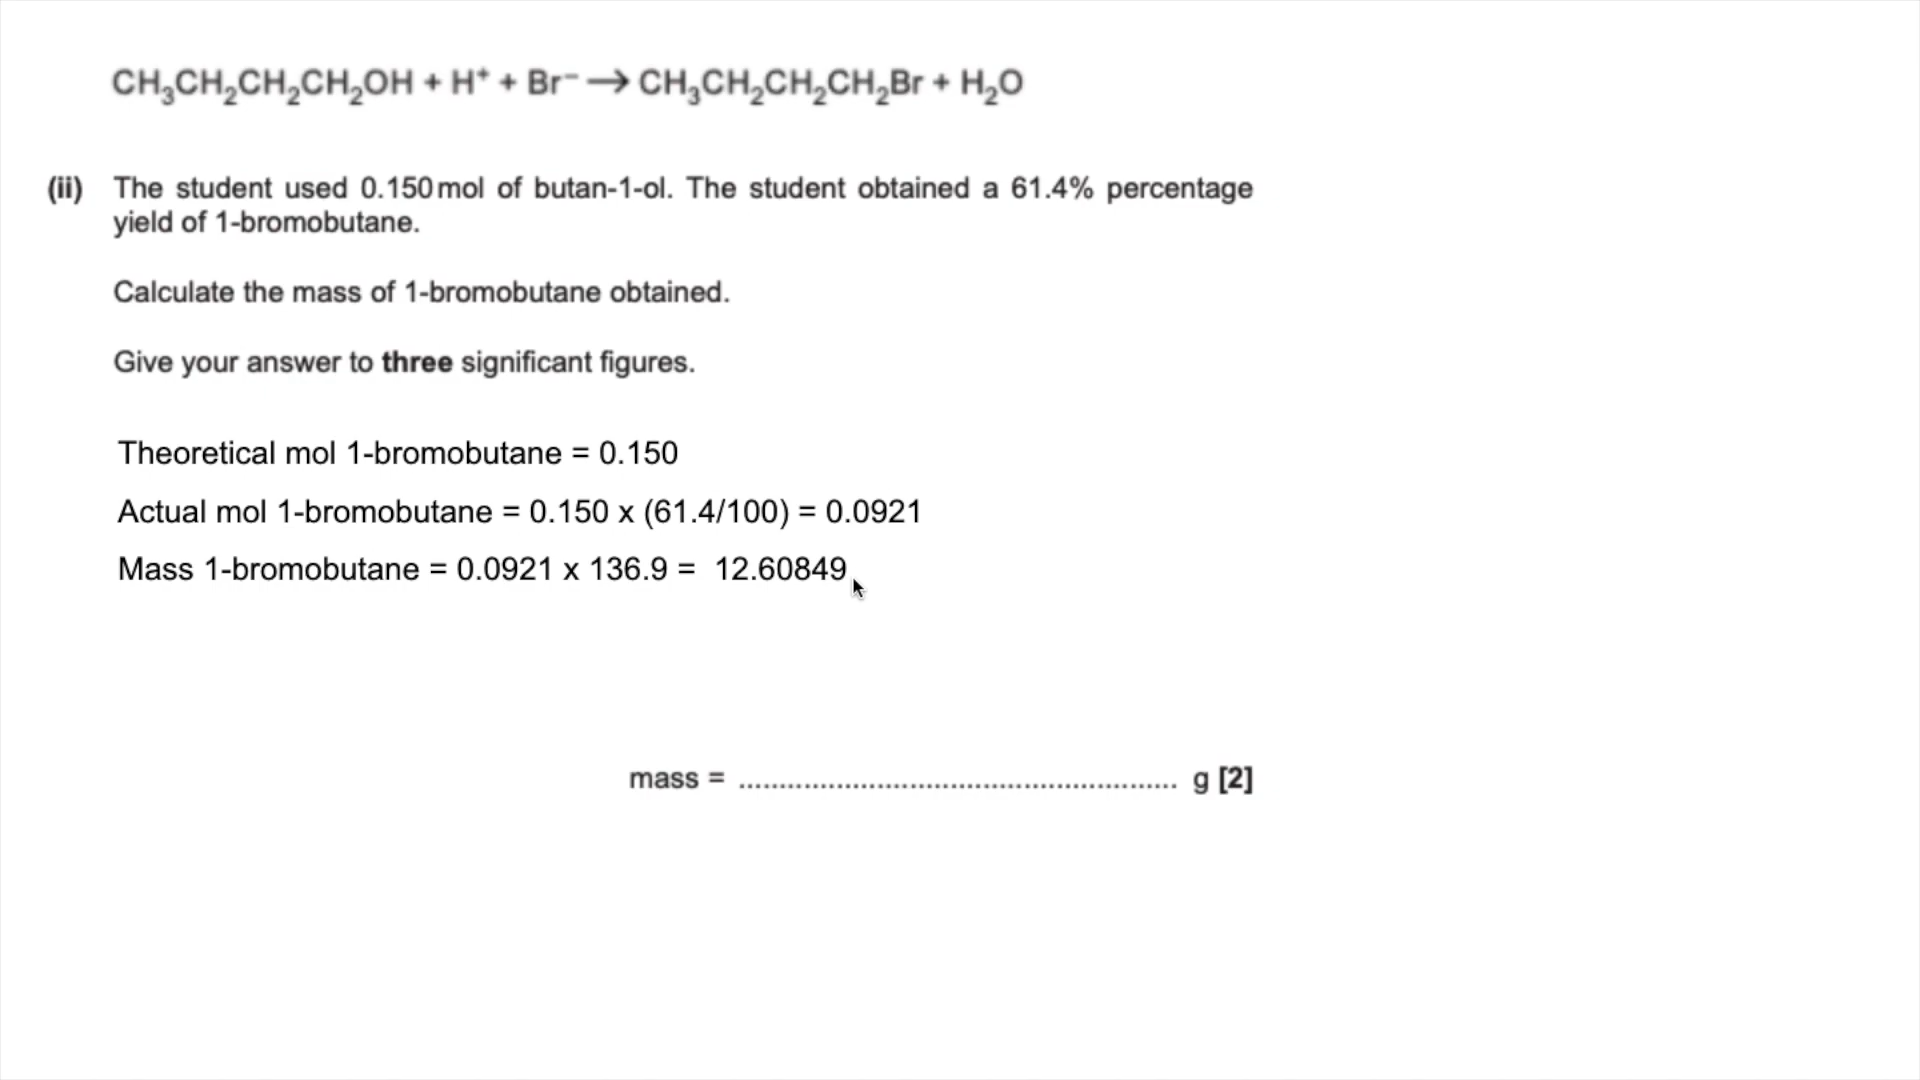 CH₃CH₂CH₂CH₂OH + H⁺ + Br⁻ → CH₃CH₂CH₂CH₂Br + H₂O
(ii) The student used 0.150 mol of butan-1-ol. The student obtained a 61.4% percentage
yield of 1-bromobutane.
Calculate the mass of 1-bromobutane obtained.
Give your answer to three significant figures.
Theoretical mol 1-bromobutane = 0.150
Actual mol 1-bromobutane = 0.150 x (61.4/100) = 0.0921
Mass 1-bromobutane = 0.0921 x 136.9 = 12.60849
mass = ...................................................... g [2]